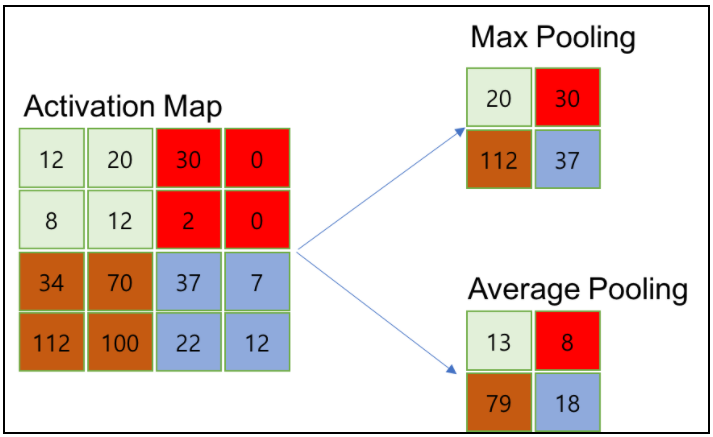 Max Pooling
20 30
112 37
Activation Map
12 20 30 0
8 12 2 0
34 70 37 7
112 100 22 12
Average Pooling
13 8
79 18